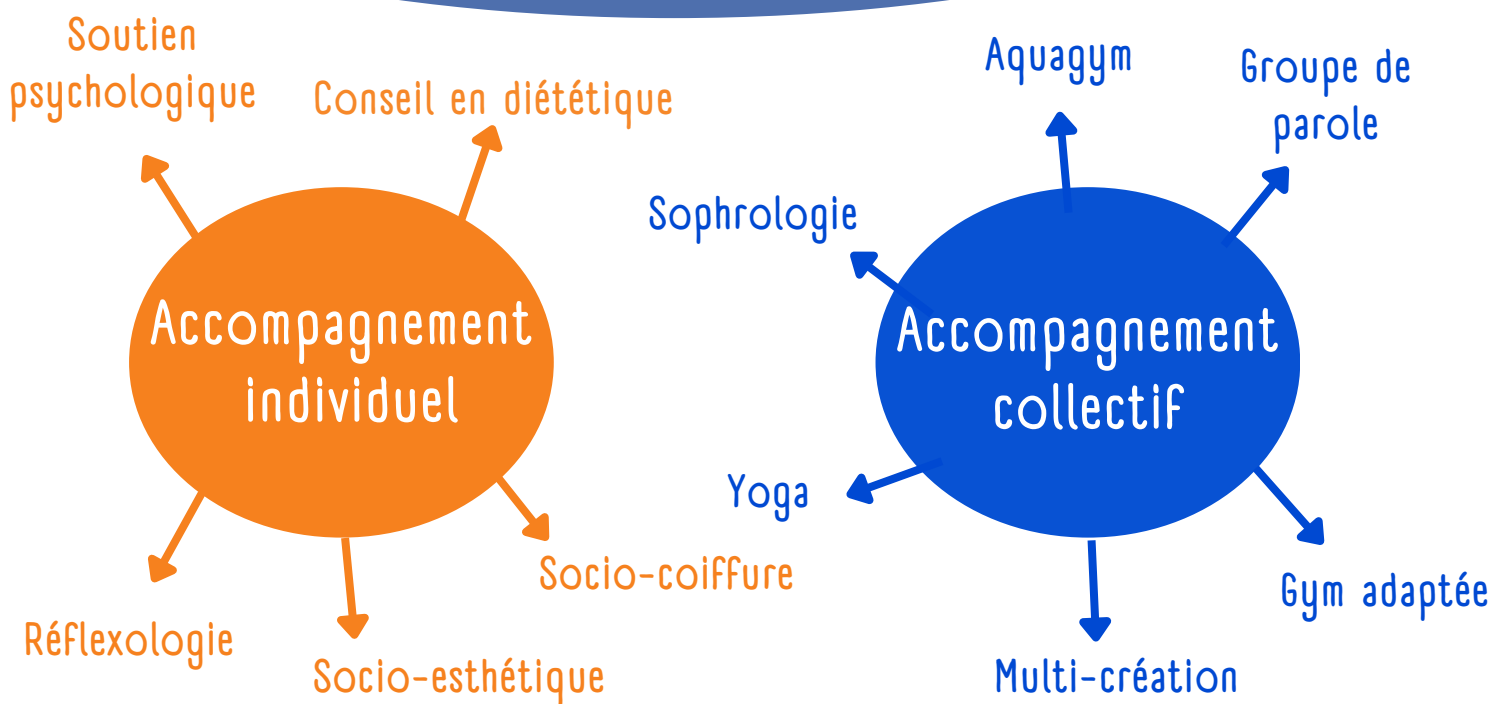 Soutien
psychologique
Conseil en diététique
Accompagnement
individuel
Réflexologie
Socio-esthétique
Socio-coiffure
Aquagym
Groupe de
parole
Sophrologie
Accompagnement
collectif
Yoga
Gym adaptée
Multi-création